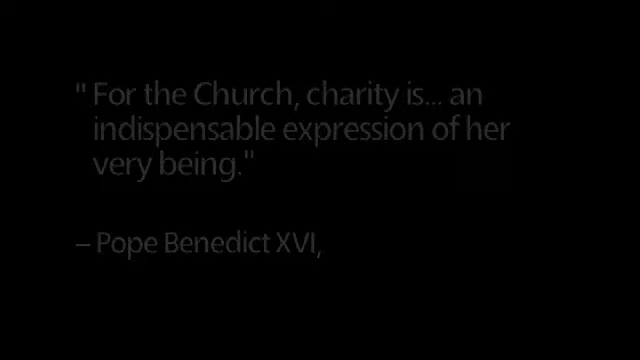 " For the Church, charity is... an
indispensable expression of her
very being."
– Pope Benedict XVI,